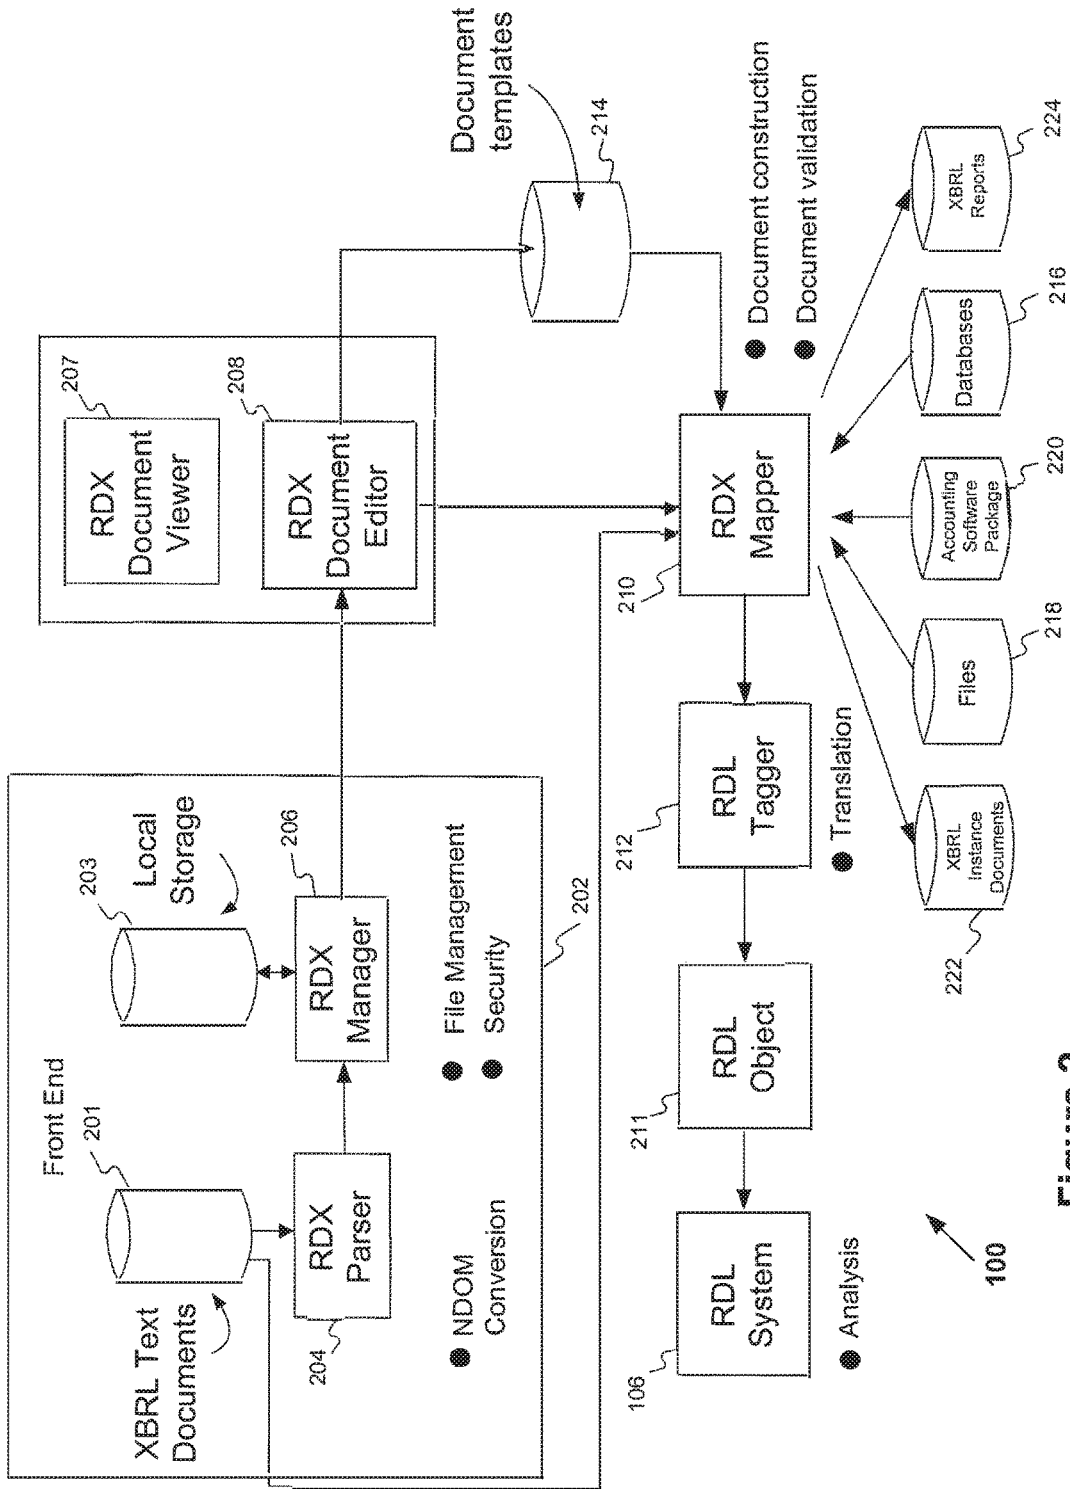 Front End
XBRL Text
Documents
201
203
Local
Storage
RDX
Parser
204
RDX
Manager
206
NDOM
Conversion
File Management
Security
202
RDX
Document
Viewer
207
RDX
Document
Editor
208
Document
templates
214
RDL
System
106
Analysis
RDL
Object
211
RDL
Tagger
212
Translation
RDX
Mapper
210
Document construction
Document validation
XBRL
Instance
Documents
222
Files
218
Accounting
Software
Package
220
Databases
216
XBRL
Reports
224
100